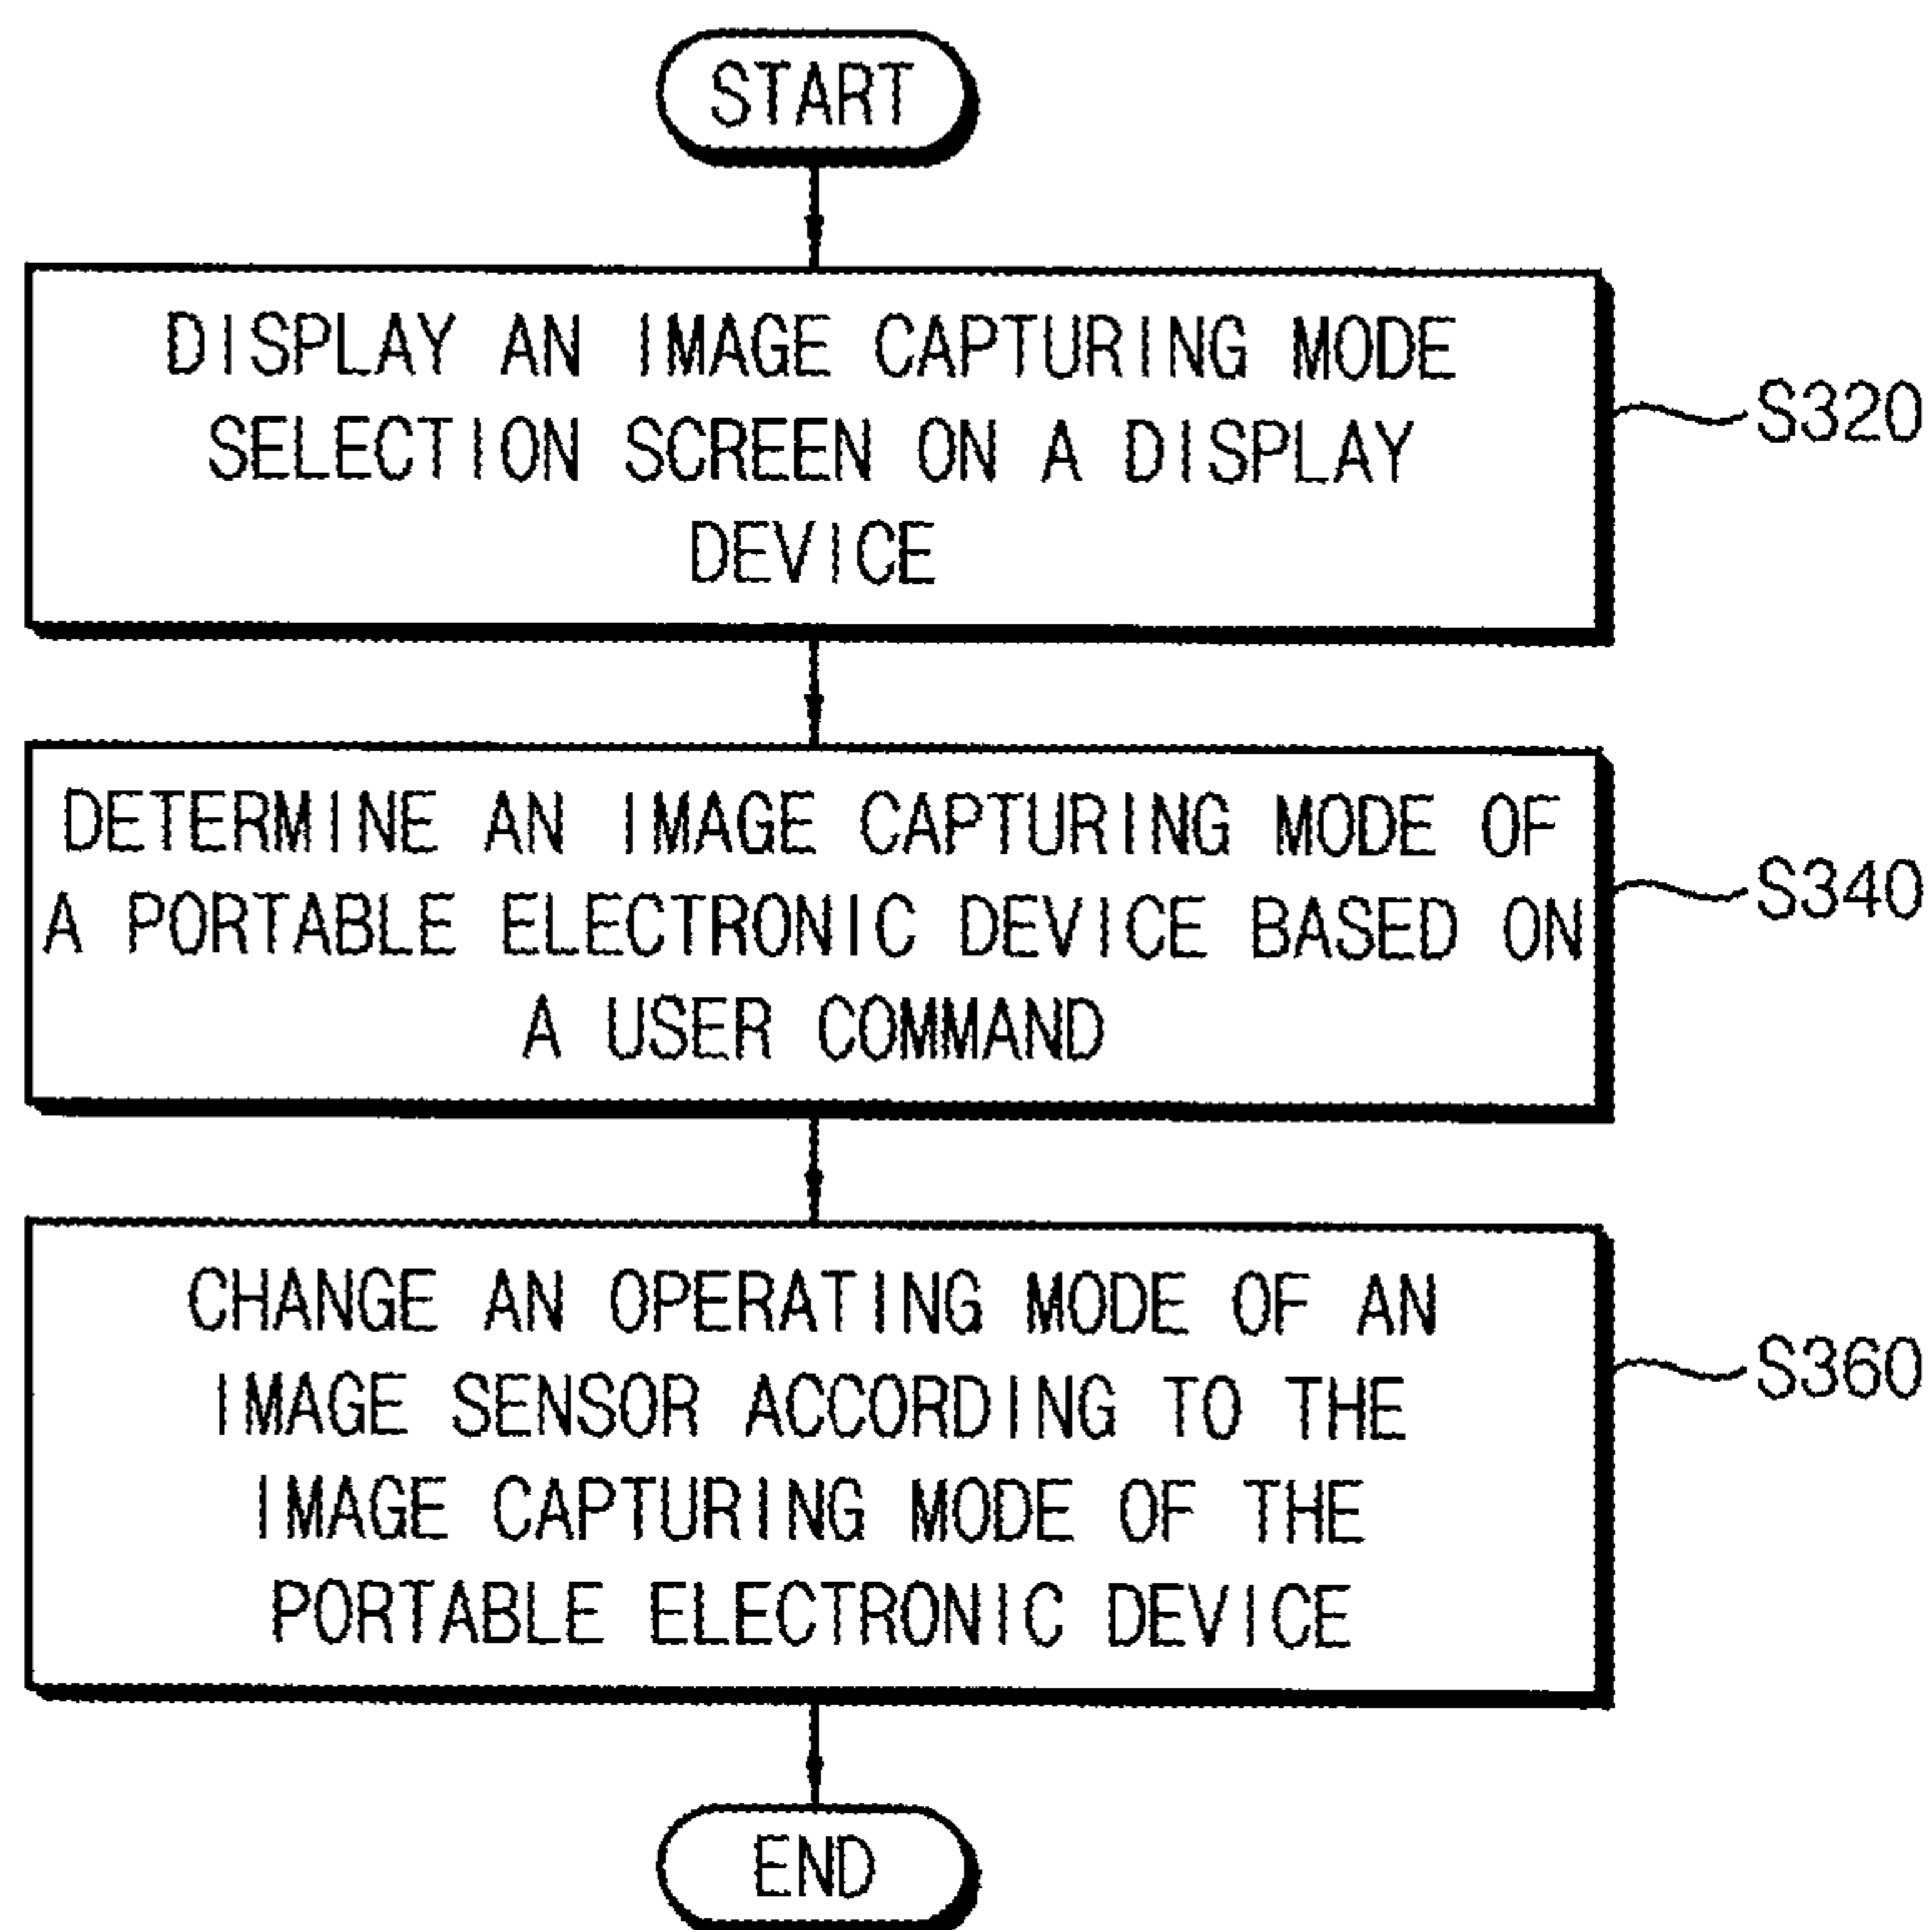 START
DISPLAY AN IMAGE CAPTURING MODE
SELECTION SCREEN ON A DISPLAY
DEVICE
S320
DETERMINE AN IMAGE CAPTURING MODE OF
A PORTABLE ELECTRONIC DEVICE BASED ON
A USER COMMAND
S340
CHANGE AN OPERATING MODE OF AN
IMAGE SENSOR ACCORDING TO THE
IMAGE CAPTURING MODE OF THE
PORTABLE ELECTRONIC DEVICE
S360
END